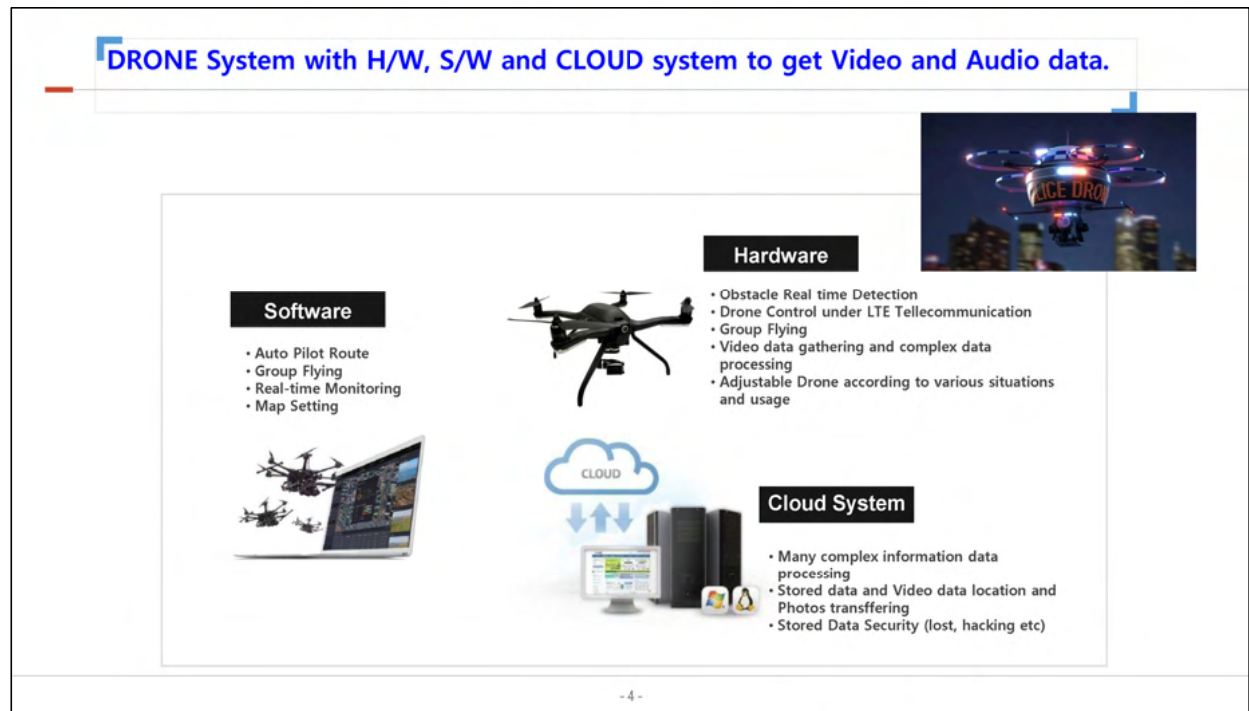 DRONE System with H/W, S/W and CLOUD system to get Video and Audio data.
LICE DRO
Hardware
• Obstacle Real time Detection
• Drone Control under LTE Tellecommunication
• Group Flying
• Video data gathering and complex data
processing
• Adjustable Drone according to various situations
and usage
Software
• Auto Pilot Route
• Group Flying
• Real-time Monitoring
• Map Setting
CLOUD
Cloud System
• Many complex information data
processing
• Stored data and Video data location and
Photos transffering
• Stored Data Security (lost, hacking etc)
- 4 -